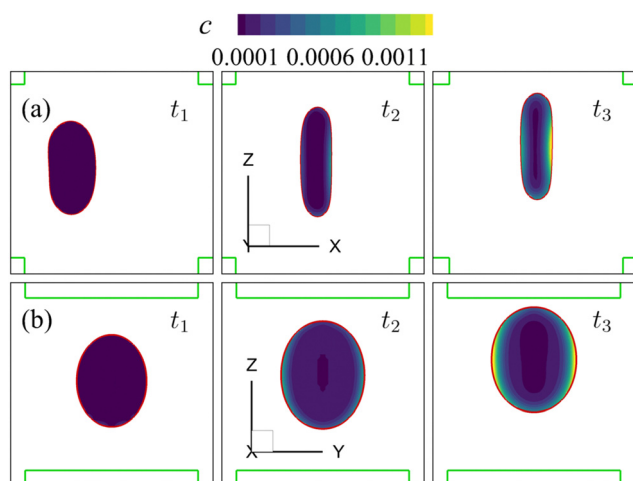 c
0.0001 0.0006 0.0011
(a) t₁ t₂ t₃
Z
Y X
(b) t₁ t₂ t₃
Z
X Y